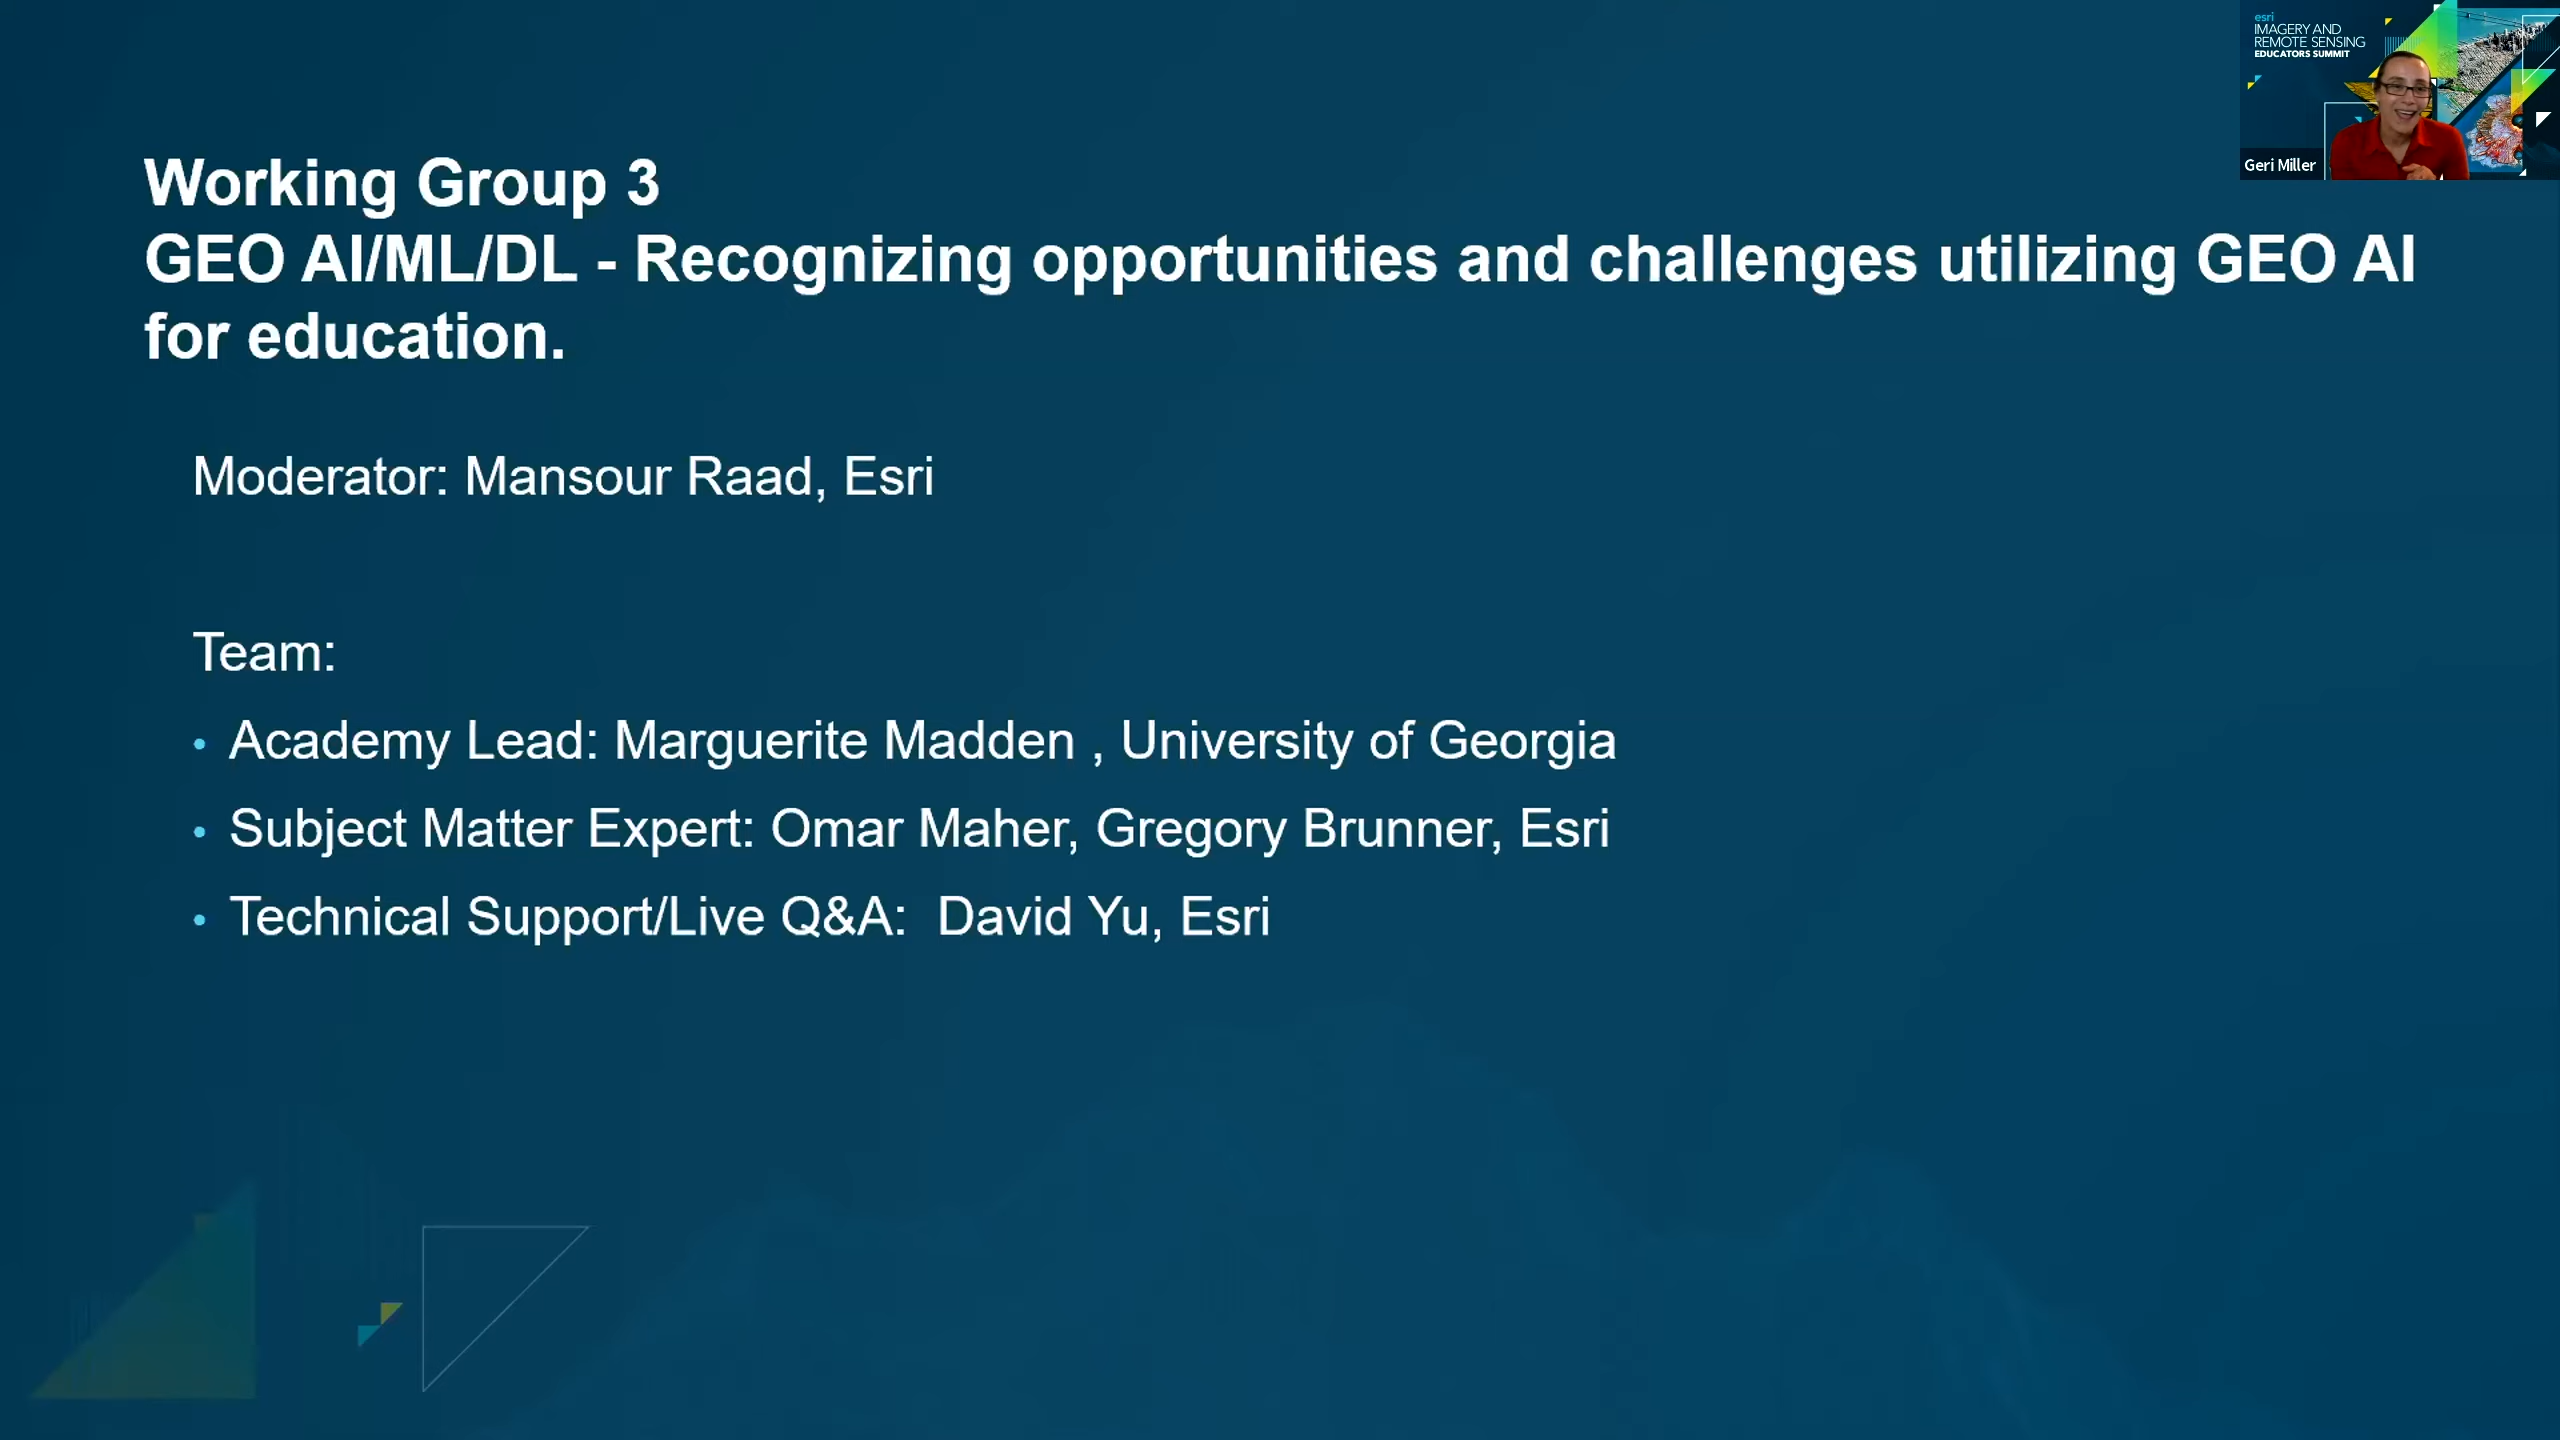 esri
IMAGERY AND
REMOTE SENSING
EDUCATORS SUMMIT
Geri Miller
Working Group 3
GEO AI/ML/DL - Recognizing opportunities and challenges utilizing GEO AI
for education.
Moderator: Mansour Raad, Esri
Team:
• Academy Lead: Marguerite Madden , University of Georgia
• Subject Matter Expert: Omar Maher, Gregory Brunner, Esri
• Technical Support/Live Q&A:  David Yu, Esri